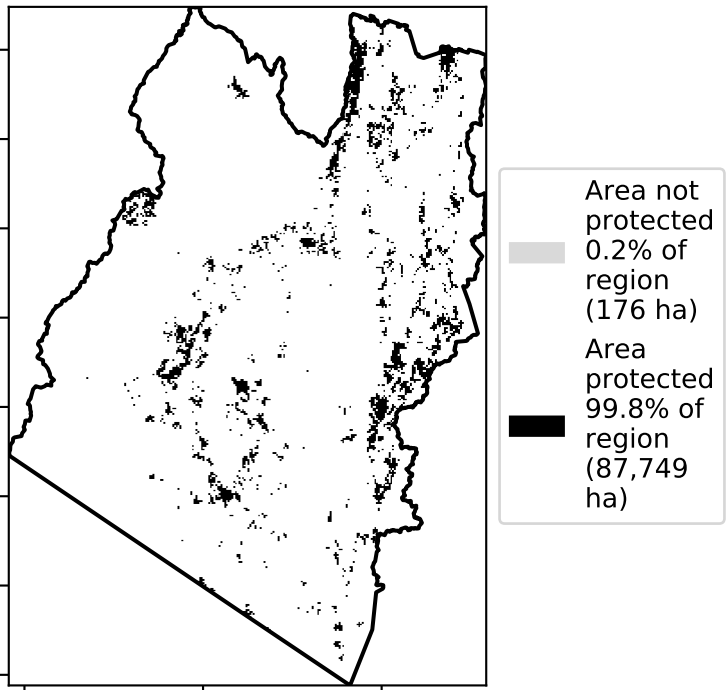 Area not
protected
0.2% of
region
(176 ha)
Area
protected
99.8% of
region
(87,749
ha)